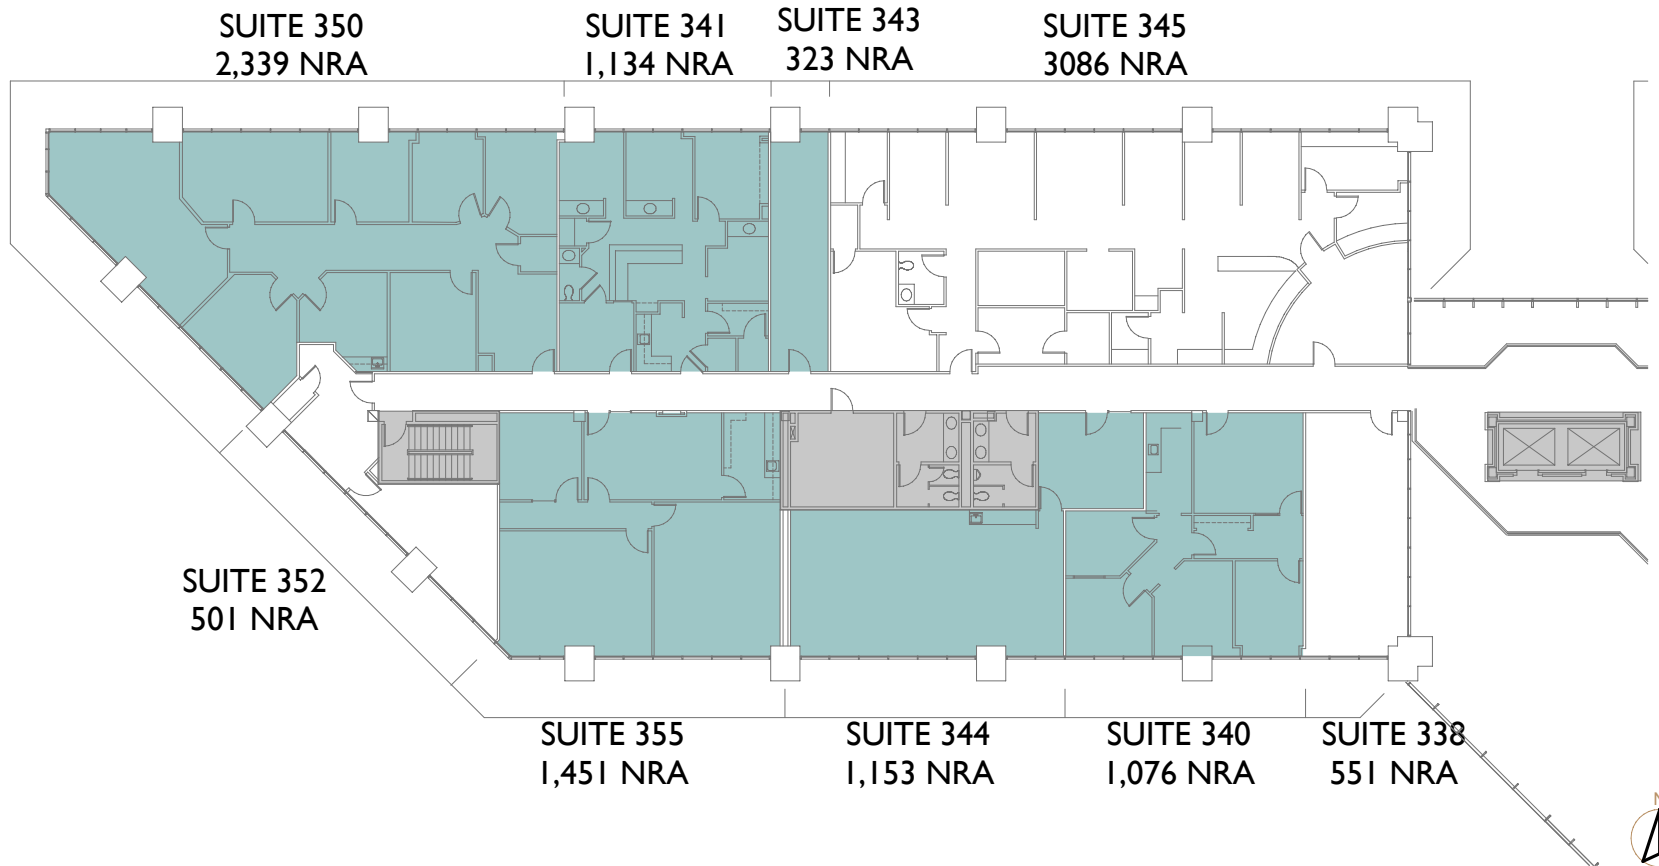 SUITE 350
2,339 NRA
SUITE 341
1,134 NRA
SUITE 343
323 NRA
SUITE 345
3086 NRA
SUITE 352
501 NRA
SUITE 355
1,451 NRA
SUITE 344
1,153 NRA
SUITE 340
1,076 NRA
SUITE 338
551 NRA
N